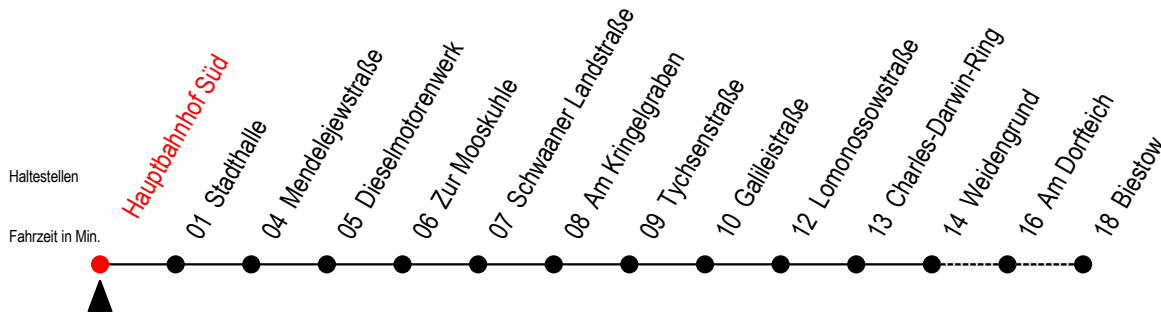 Haltestellen
Fahrzeit in Min.
Hauptbahnhof Süd
01 Stadthalle
04 Mendelejewstraße
05 Dieselmotorenwerk
06 Zur Mooskuhle
07 Schwaaner Landstraße
08 Am Kringelgraben
09 Tychsenstraße
10 Galileistraße
12 Lomonossowstraße
13 Charles-Darwin-Ring
14 Weidengrund
16 Am Dorfteich
18 Biestow